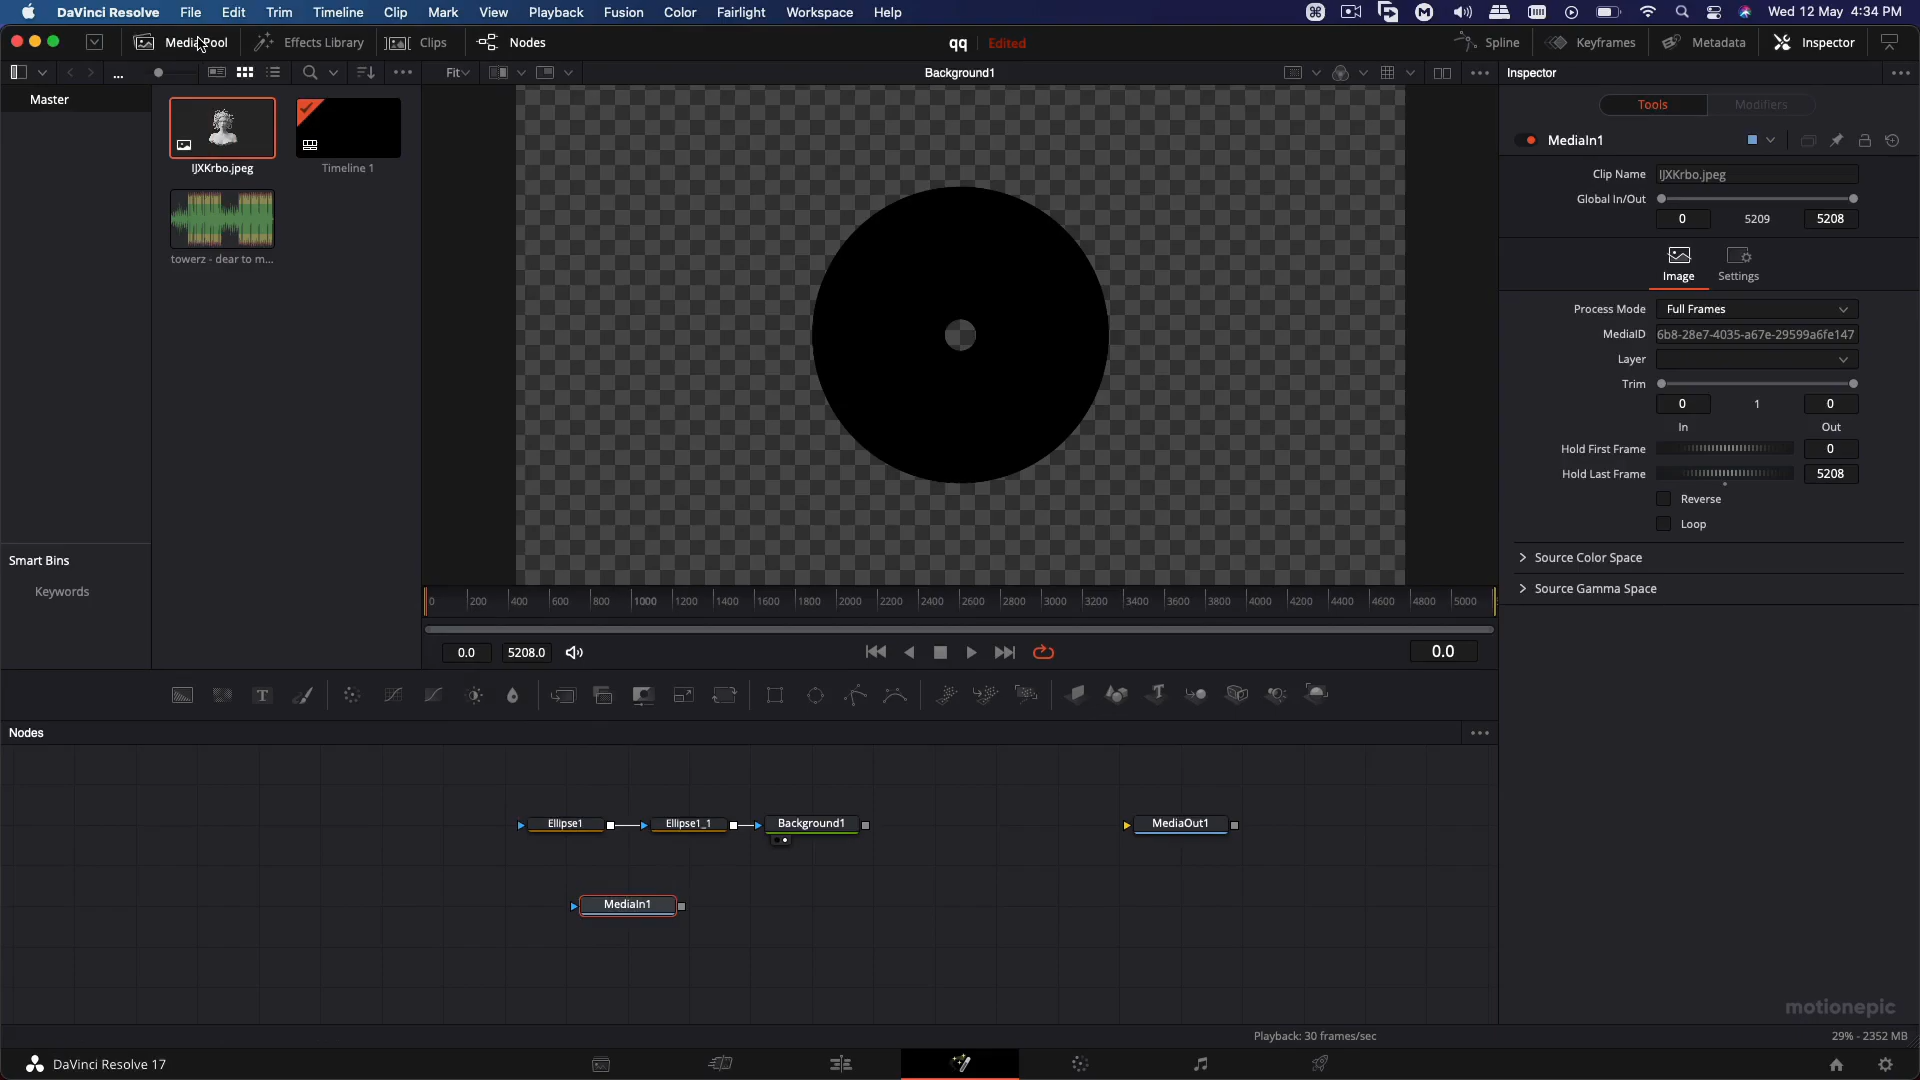 DaVinci Resolve File Edit Trim Timeline Clip Mark View Playback Fusion Color Fairlight Workspace Help Wed 12 May 4:34 PM
Media Pool Effects Library Clips Nodes qq Edited Spline Keyframes Metadata Inspector
... Fit Background1 Inspector
Master
Tools Modifiers
MediaIn1
IJXKrbo.jpeg Timeline 1
Clip Name IJXKrbo.jpeg
Global In/Out
0 5209 5208
towerz - dear to m...
Image Settings
Process Mode Full Frames
MediaID 6b8-28e7-4035-a67e-29599a6fe147
Layer
Trim
0 1 0
In Out
Hold First Frame 0
Hold Last Frame 5208
Reverse
Loop
Source Color Space
Source Gamma Space
Smart Bins
Keywords
0 200 400 600 800 1000 1200 1400 1600 1800 2000 2200 2400 2600 2800 3000 3200 3400 3600 3800 4000 4200 4400 4600 4800 5000
0.0 5208.0 0.0
T
Nodes
Ellipse1 Ellipse1_1 Background1 MediaOut1
MediaIn1
motionepic
Playback: 30 frames/sec 29% - 2352 MB
DaVinci Resolve 17